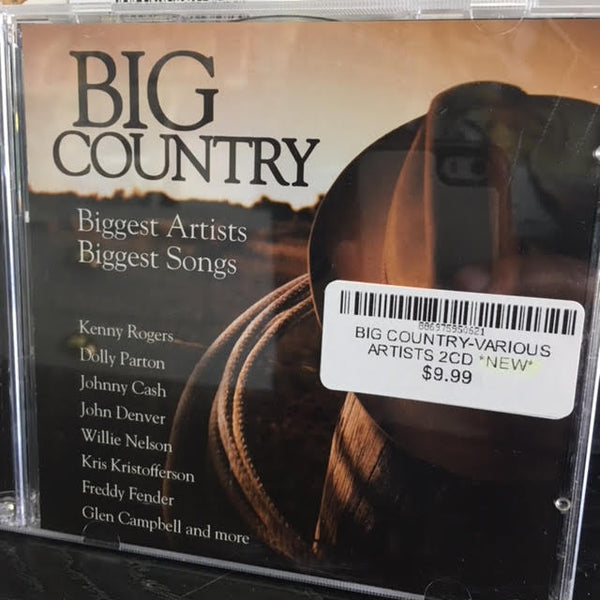 BIG
COUNTRY
Biggest Artists
Biggest Songs
Kenny Rogers
Dolly Parton
Johnny Cash
John Denver
Willie Nelson
Kris Kristofferson
Freddy Fender
Glen Campbell and more
886975950621
BIG COUNTRY-VARIOUS
ARTISTS 2CD *NEW*
$9.99